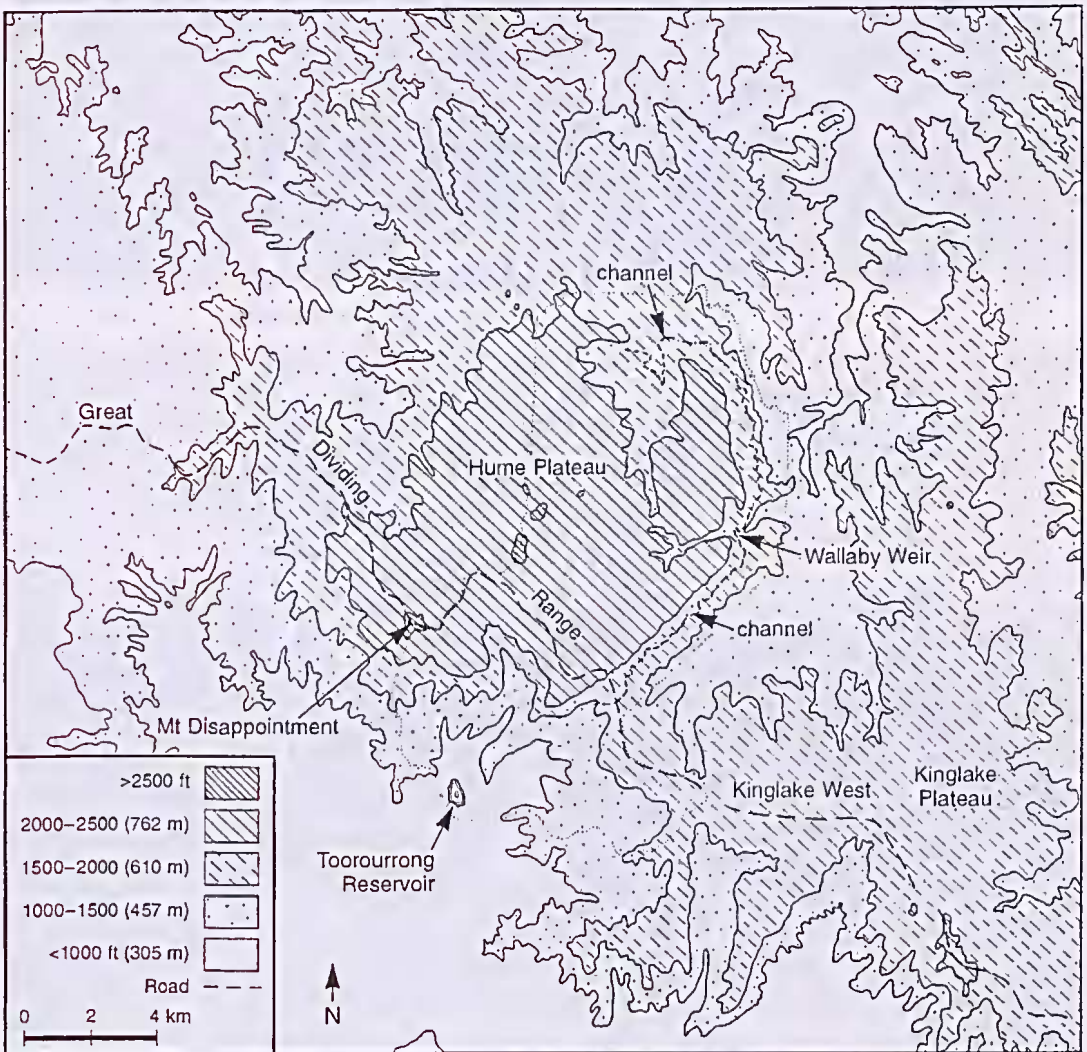 channel
Great
Dividing
Hume Plateau
Wallaby Weir
Range
channel
Mt Disappointment
Kinglake West
Kinglake
Plateau
Toorourrong
Reservoir
>2500 ft
2000–2500 (762 m)
1500–2000 (610 m)
1000–1500 (457 m)
<1000 ft (305 m)
Road
0 2 4 km
N